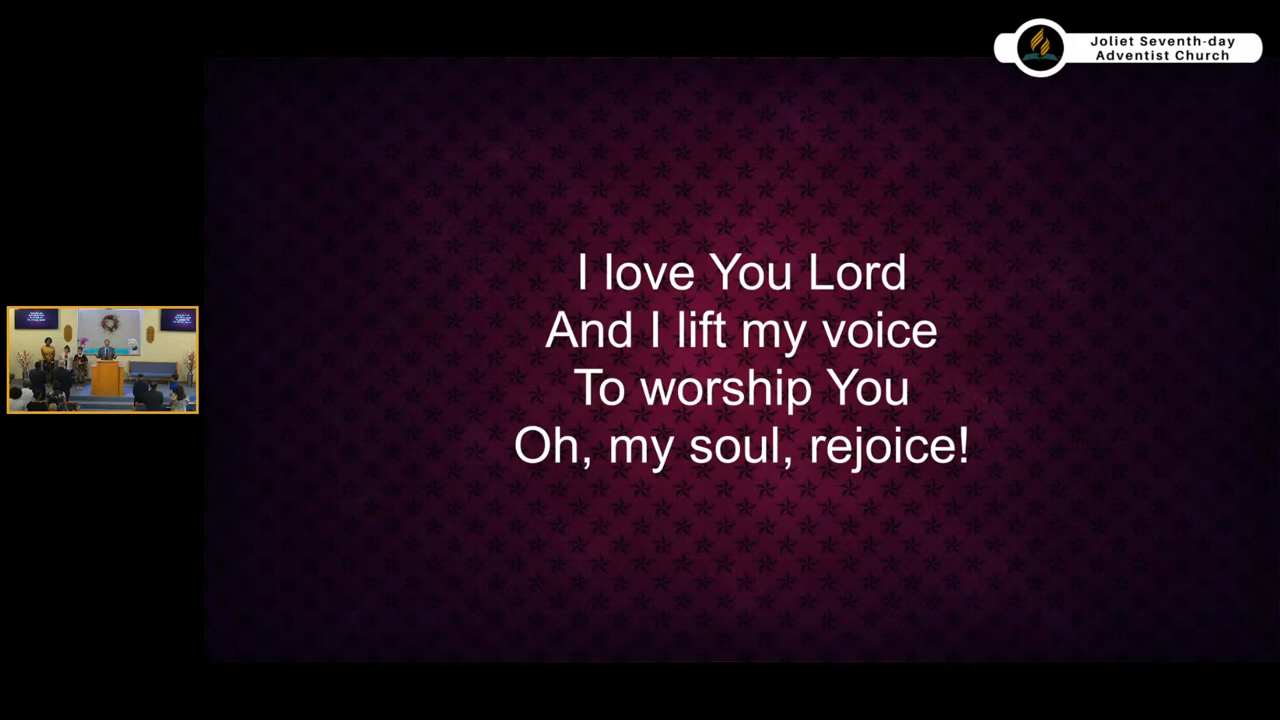 Joliet Seventh-day
Adventist Church
I love You Lord
And I lift my voice
To worship You
Oh, my soul, rejoice!